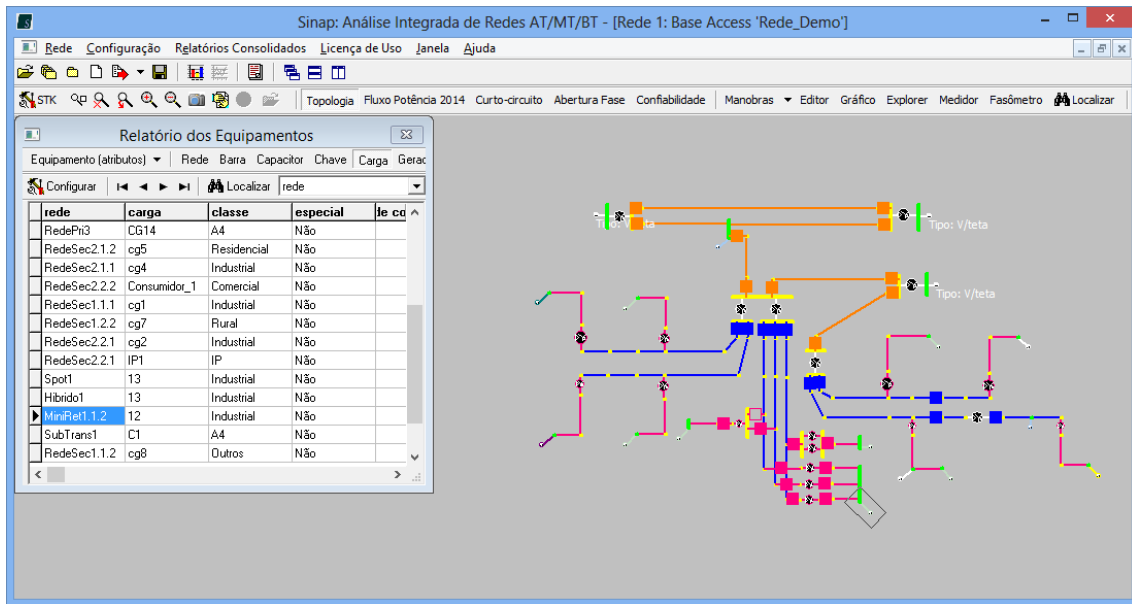 Sinap: Análise Integrada de Redes AT/MT/BT - [Rede 1: Base Access 'Rede_Demo']
Rede Configuração Relatórios Consolidados Licença de Uso Janela Ajuda
STK Topologia Fluxo Potência 2014 Curto-circuito Abertura Fase Confiabilidade Manobras Editor Gráfico Explorer Medidor Fasômetro Localizar
Relatório dos Equipamentos
Equipamento (atributos) Rede Barra Capacitor Chave Carga Gerac
Configurar Localizar rede
rede carga classe especial de co
RedePri3 CG14 A4 Não
RedeSec2.1.2 cg5 Residencial Não
RedeSec2.1.1 cg4 Industrial Não
RedeSec2.2.2 Consumidor_1 Comercial Não
RedeSec1.1.1 cg1 Industrial Não
RedeSec1.2.2 cg7 Rural Não
RedeSec2.2.1 cg2 Industrial Não
RedeSec2.2.1 IP1 IP Não
Spot1 13 Industrial Não
Hibrido1 13 Industrial Não
MiniRet1.1.2 12 Industrial Não
SubTrans1 C1 A4 Não
RedeSec1.1.2 cg8 Outros Não
Tipo: V/teta
Tipo: V/teta
Tipo: V/teta